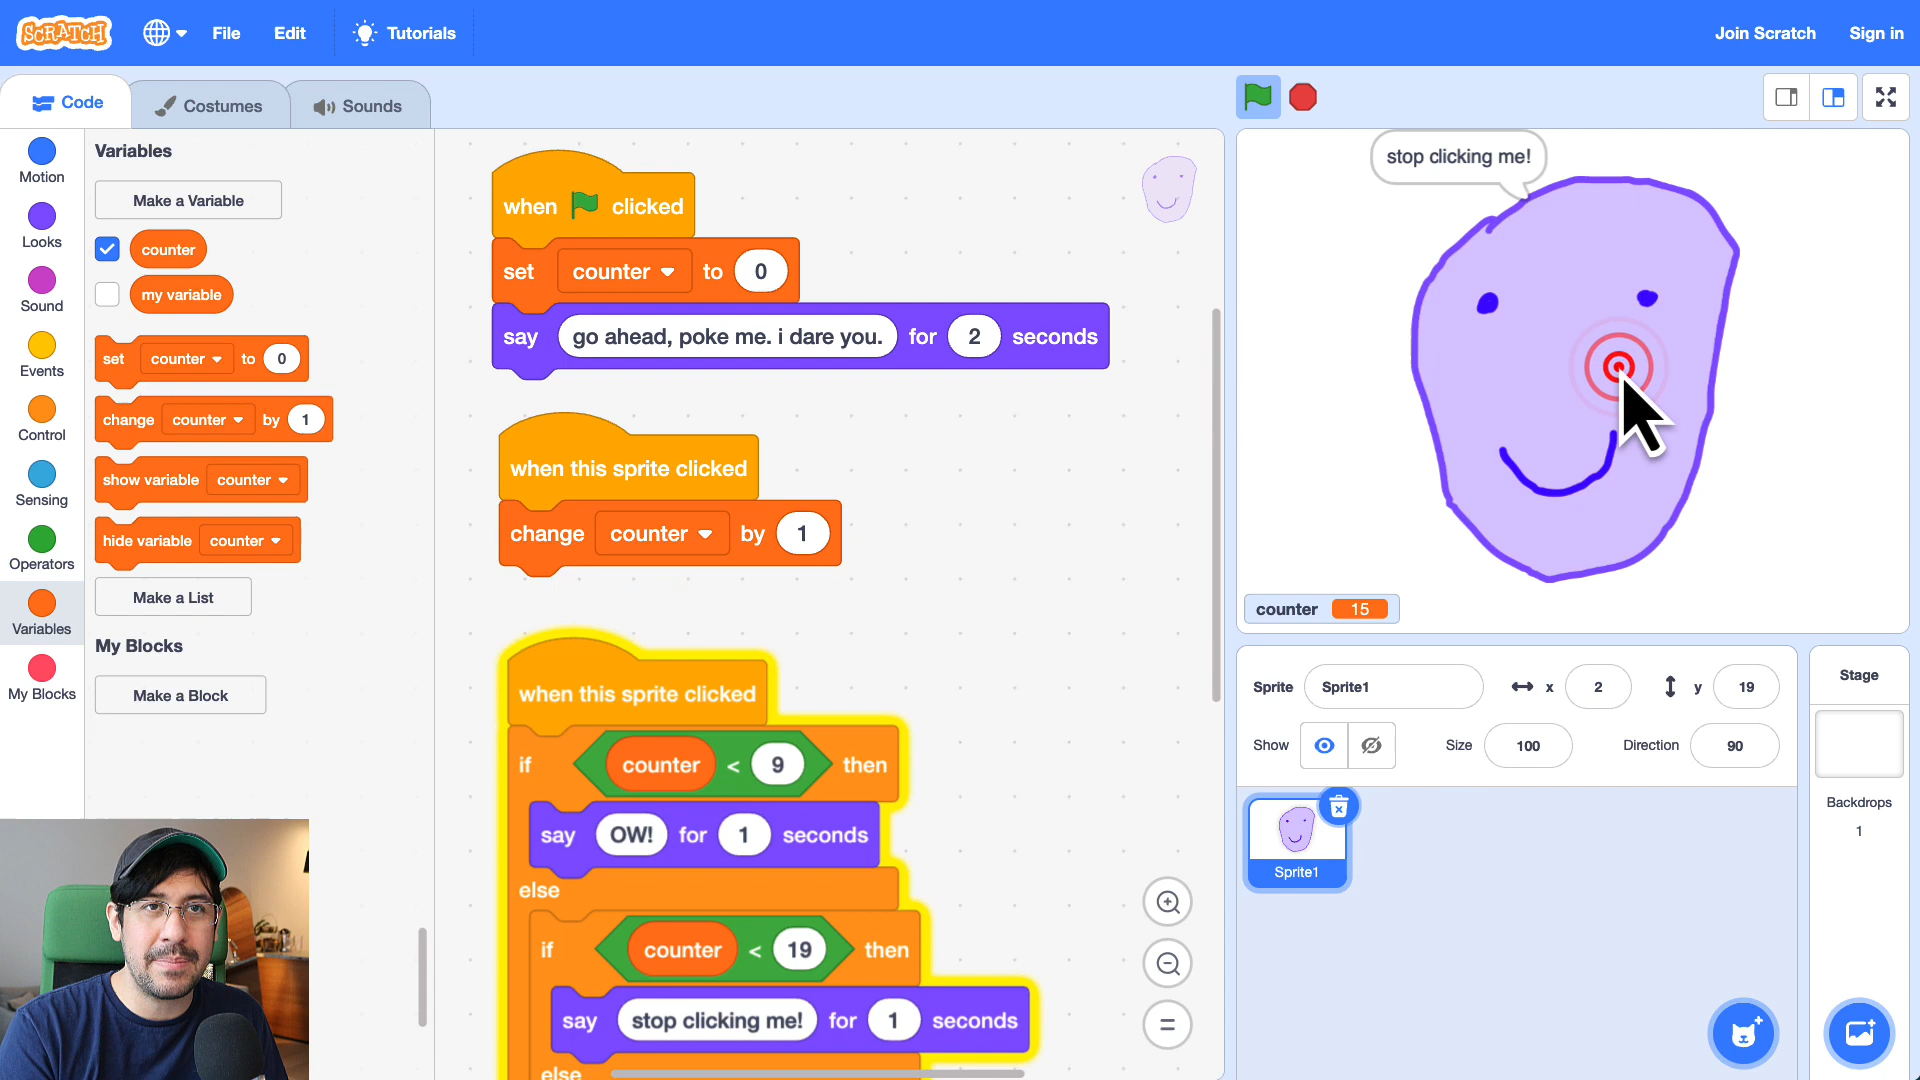 SCRATCH
File
Edit
Tutorials
Join Scratch
Sign in
Code
Costumes
Sounds
Motion
Looks
Sound
Events
Control
Sensing
Operators
Variables
My Blocks
Variables
Make a Variable
counter
my variable
set counter to 0
change counter by 1
show variable counter
hide variable counter
Make a List
My Blocks
Make a Block
when clicked
set counter to 0
say go ahead, poke me. i dare you. for 2 seconds
when this sprite clicked
change counter by 1
when this sprite clicked
if counter < 9 then
say OW! for 1 seconds
else
if counter < 19 then
say stop clicking me! for 1 seconds
else
stop clicking me!
counter 15
Sprite Sprite1 x 2 y 19
Show Size 100 Direction 90
Sprite1
Stage
Backdrops
1